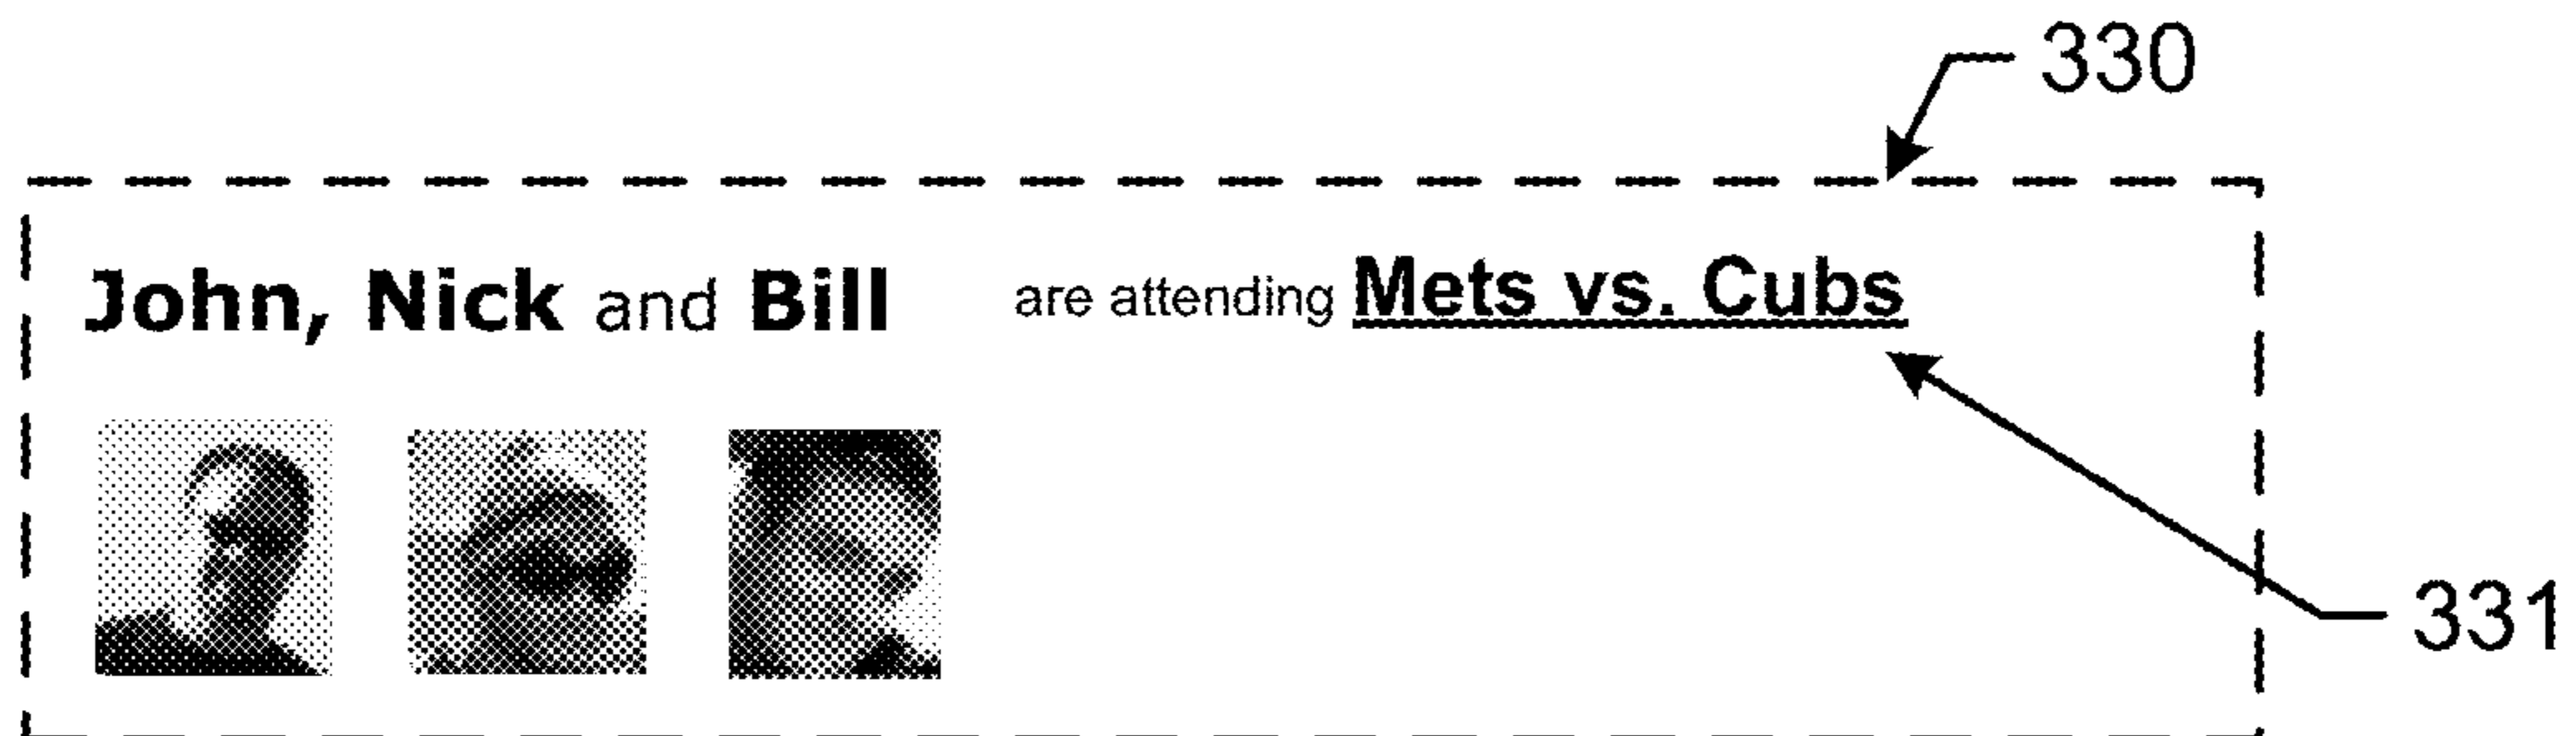 330
John, Nick and Bill are attending Mets vs. Cubs
331